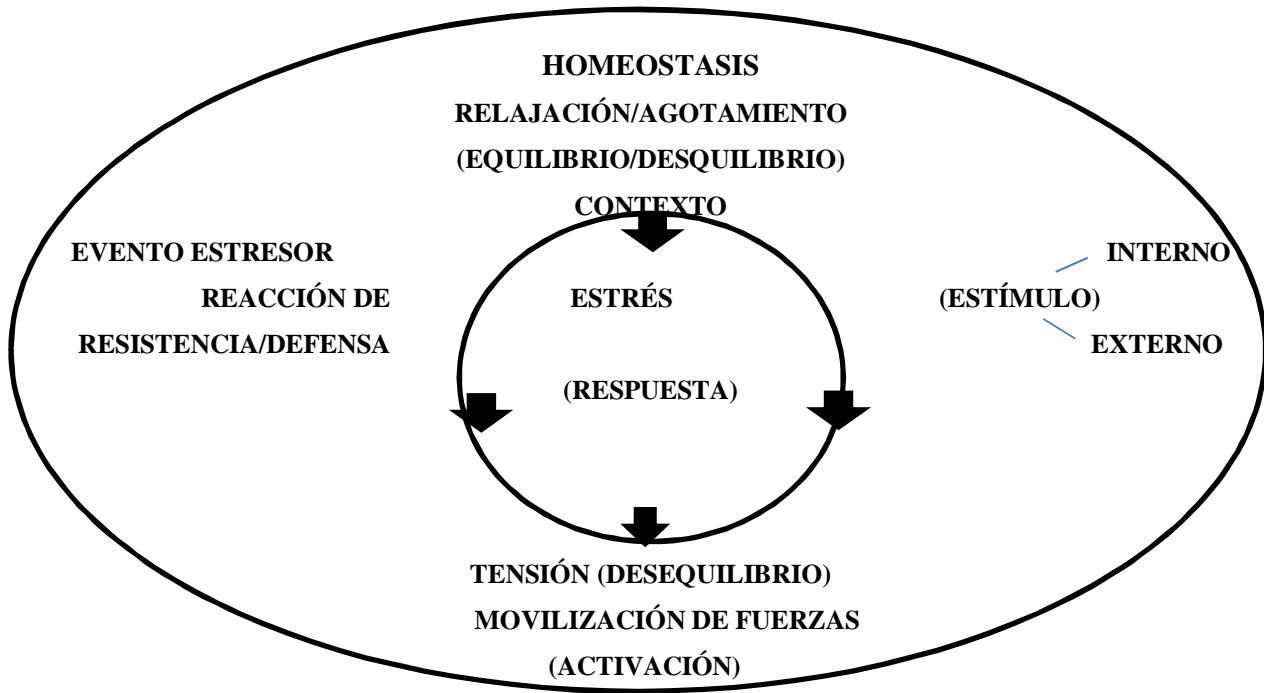 HOMEOSTASIS
RELAJACIÓN/AGOTAMIENTO
(EQUILIBRIO/DESQUILIBRIO)
CONTEXTO
EVENTO ESTRESOR
INTERNO
REACCIÓN DE
ESTRÉS
(ESTÍMULO)
RESISTENCIA/DEFENSA
EXTERNO
(RESPUESTA)
TENSIÓN (DESEQUILIBRIO)
MOVILIZACIÓN DE FUERZAS
(ACTIVACIÓN)